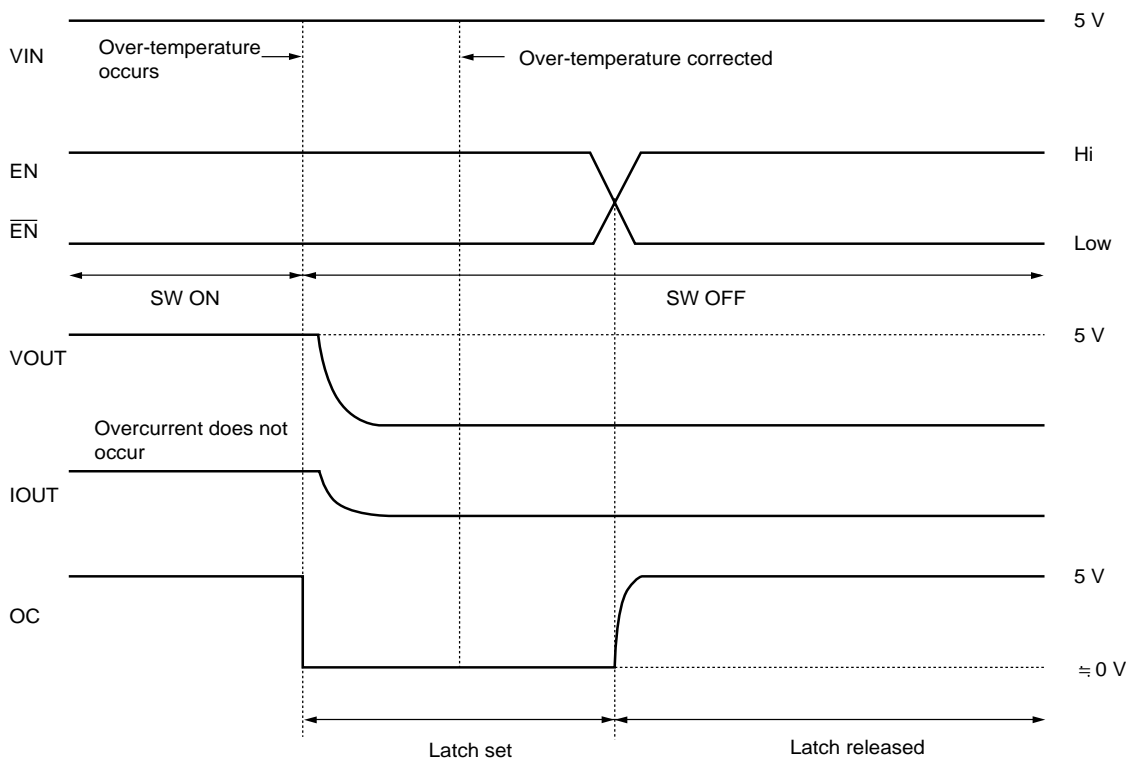 5 V
VIN
Over-temperature
occurs
Over-temperature corrected
EN
Hi
EN
Low
SW ON
SW OFF
5 V
VOUT
Overcurrent does not
occur
IOUT
5 V
OC
≒ 0 V
Latch set
Latch released